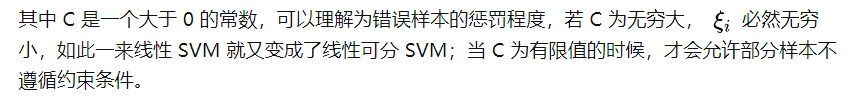 其中 C 是一个大于 0 的常数，可以理解为错误样本的惩罚程度，若 C 为无穷大， ξi 必然无穷
小，如此一来线性 SVM 就又变成了线性可分 SVM；当 C 为有限值的时候，才会允许部分样本不
遵循约束条件。